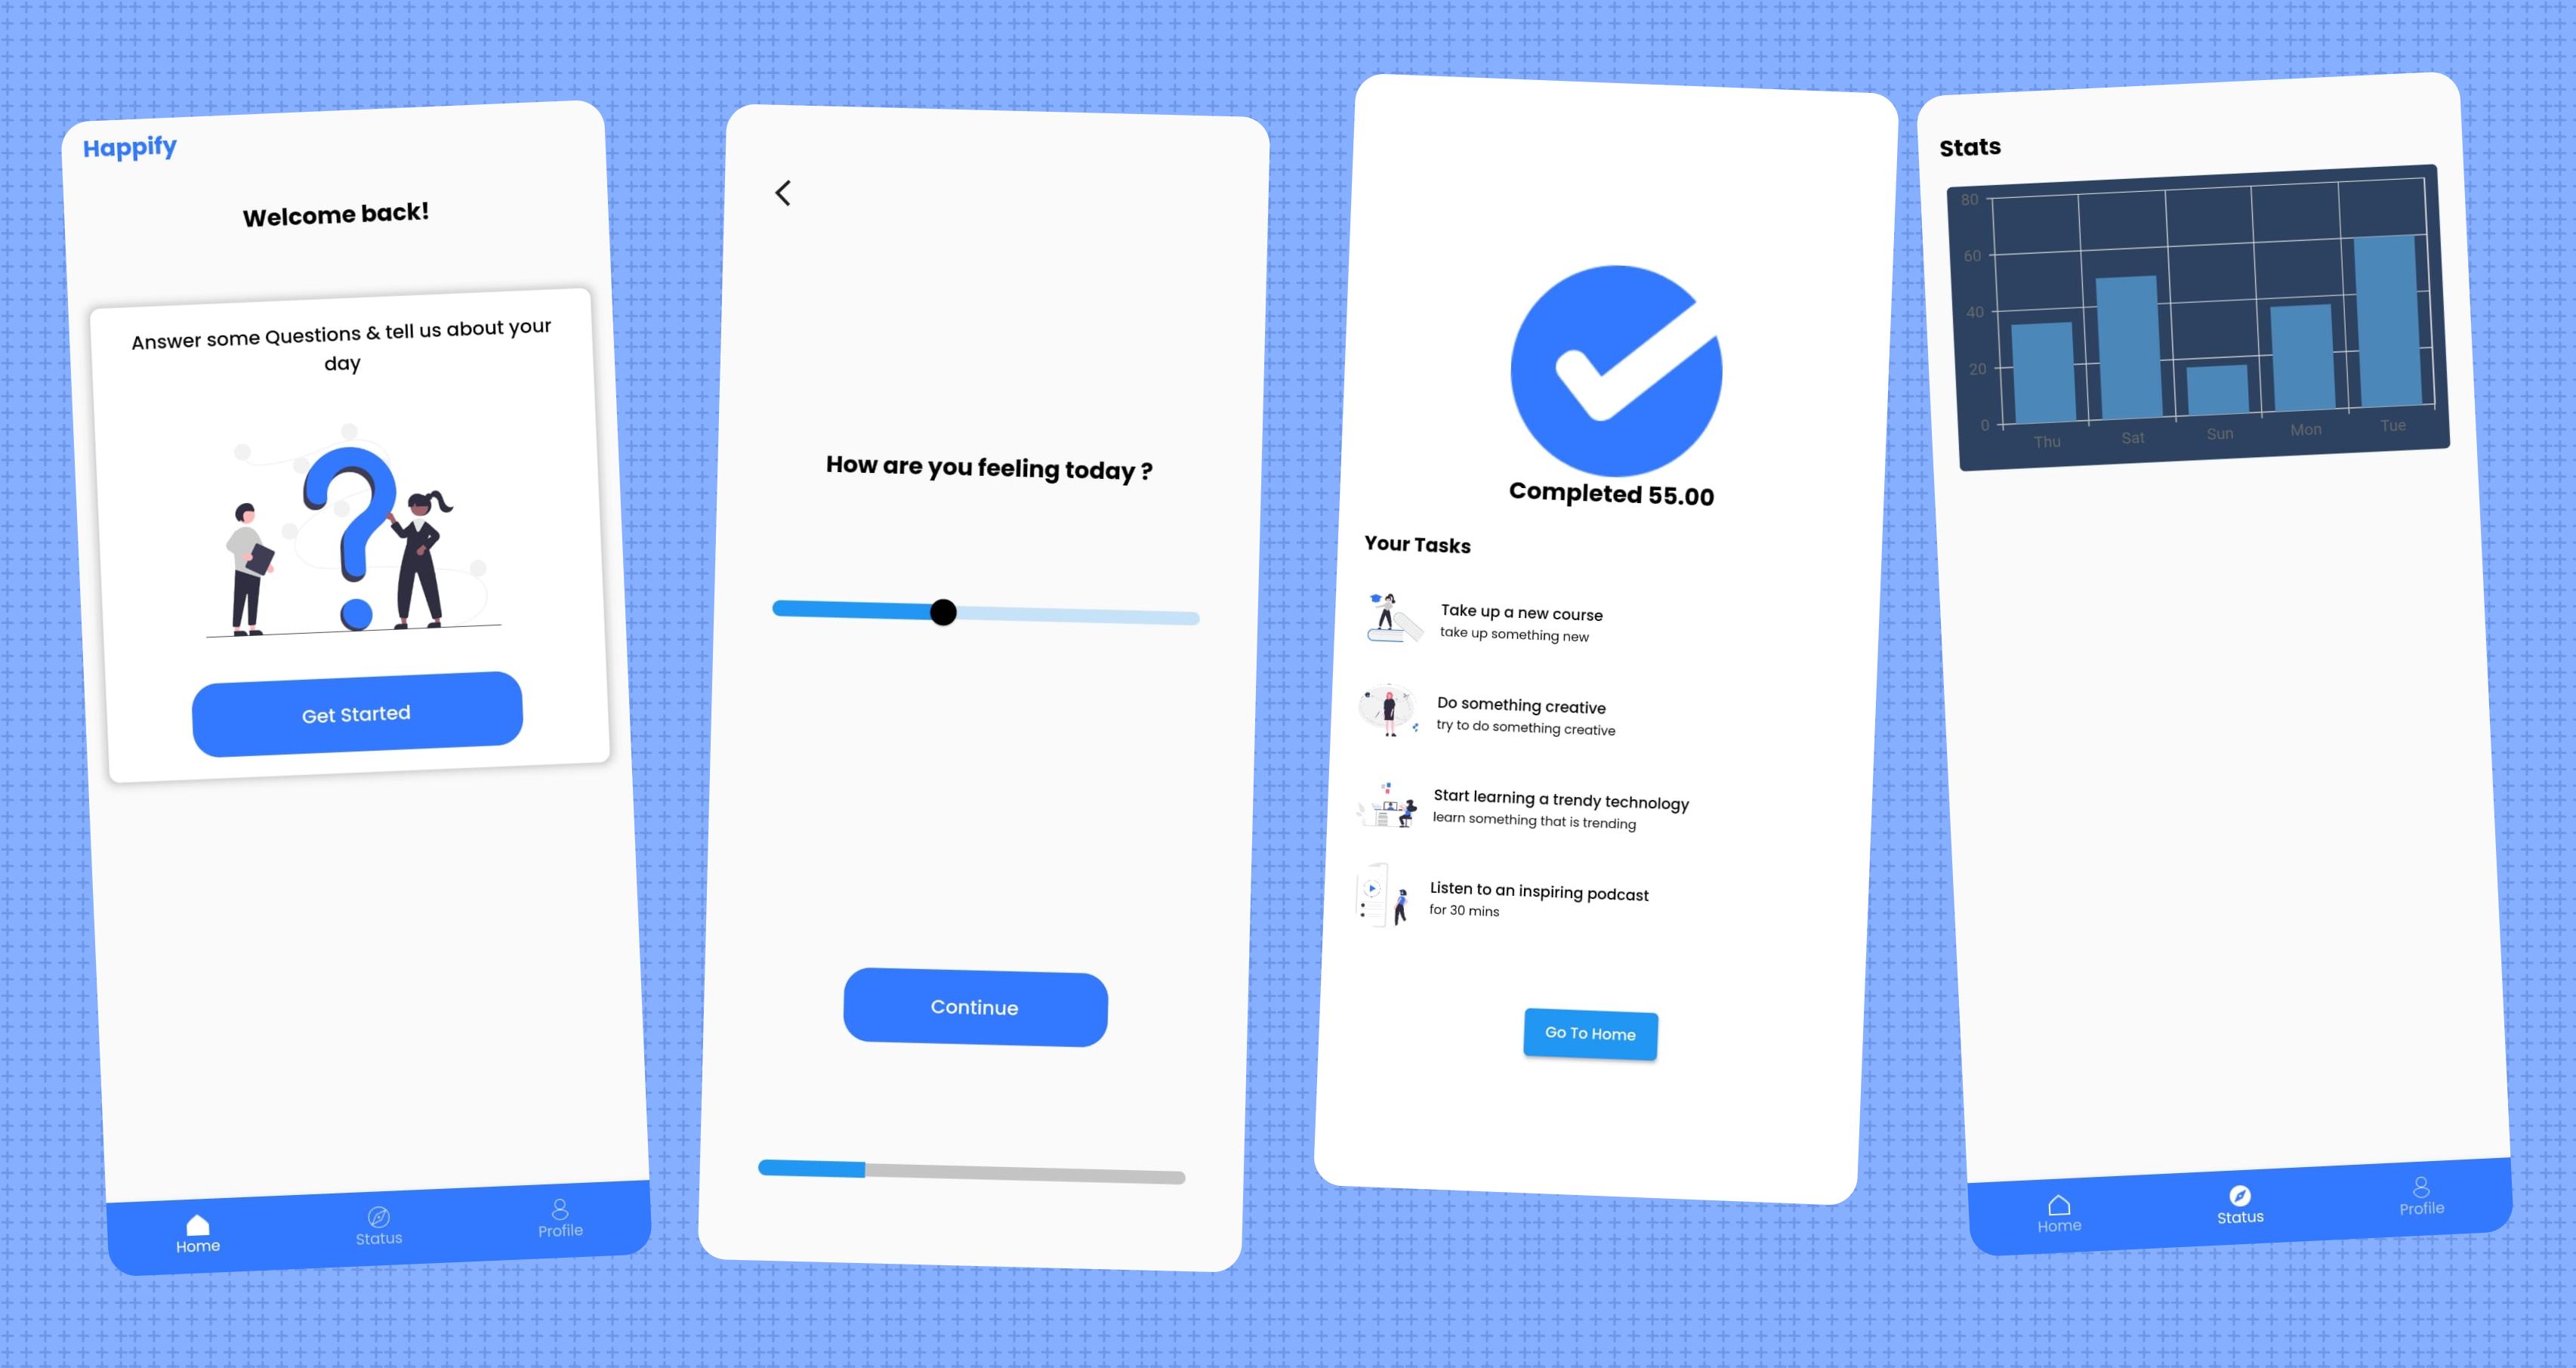 Happify
Welcome back!
Answer some Questions & tell us about your
day
Get Started
Home
Status
Profile
How are you feeling today ?
Continue
Completed 55.00
Your Tasks
Take up a new course
take up something new
Do something creative
try to do something creative
Start learning a trendy technology
learn something that is trending
Listen to an inspiring podcast
for 30 mins
Go To Home
Stats
80
60
40
20
0
Thu
Sat
Sun
Mon
Tue
Home
Status
Profile